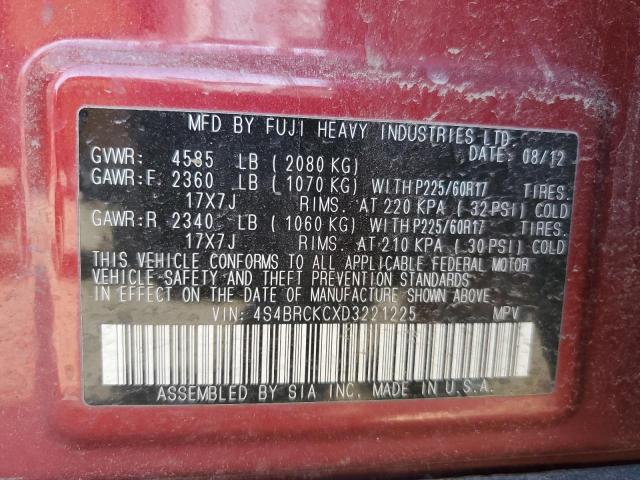 MFD BY FUJI HEAVY INDUSTRIES LTD.
GVWR: 4585 LB (2080 KG) DATE: 08/12
GAWR:F 2360 LB (1070 KG) WITH P225/60R17 TIRES.
17X7J RIMS. AT 220 KPA (32 PSI) COLD
GAWR:R 2340 LB (1060 KG) WITH P225/60R17 TIRES.
17X7J RIMS. AT 210 KPA (30 PSI) COLD
THIS VEHICLE CONFORMS TO ALL APPLICABLE FEDERAL MOTOR
VEHICLE-SAFETY AND THEFT PREVENTION STANDARDS
IN EFFECT ON THE DATE OF MANUFACTURE SHOWN ABOVE.
VIN: 4S4BRCKCXD3221225 MPV
ASSEMBLED BY SIA INC. MADE IN U.S.A.